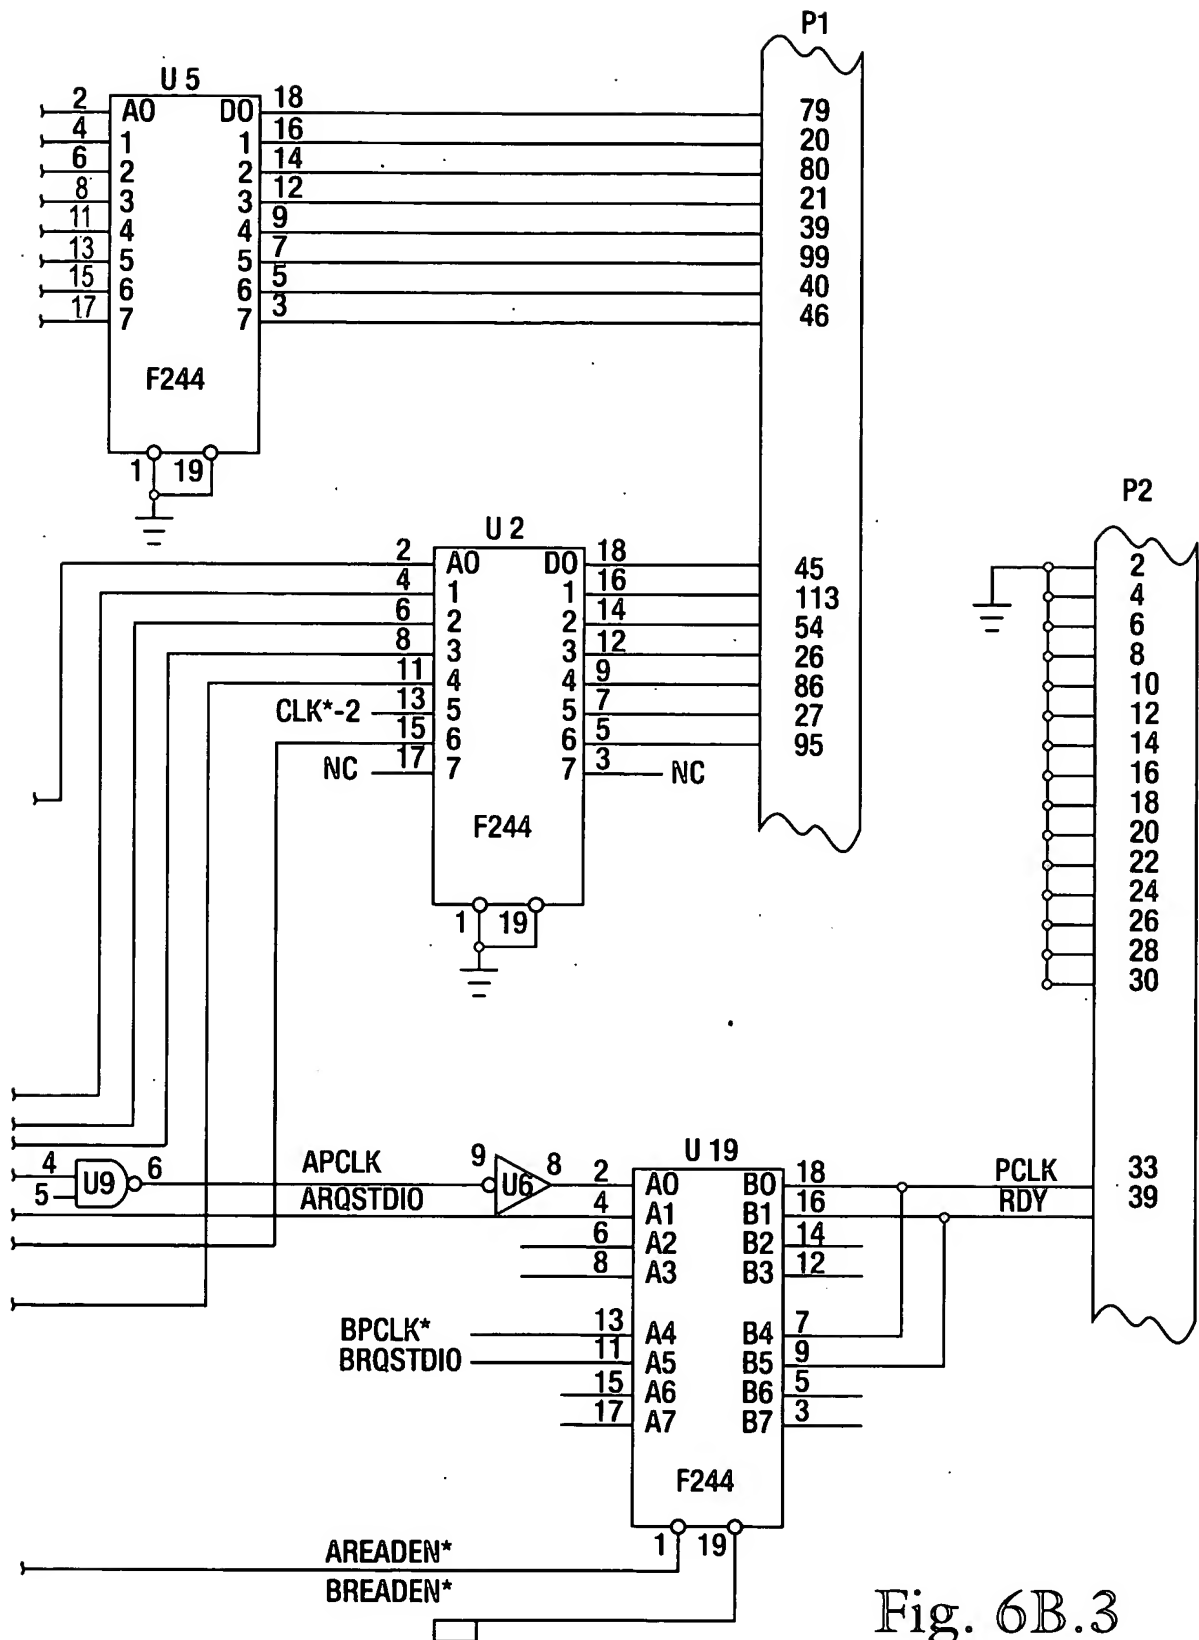 P1
U 5
2 A0 D0 18 79
4 1 1 16 20
6 2 2 14 80
8 3 3 12 21
11 4 4 9 39
13 5 5 7 99
15 6 6 5 40
17 7 7 3 46
F244
1 19
P2
U 2
2 A0 D0 18 45
4 1 1 16 113
6 2 2 14 54
8 3 3 12 26
11 4 4 9 86
CLK*-2 13 5 5 7 27
15 6 6 5 95
NC 17 7 7 3 NC
F244
1 19
2
4
6
8
10
12
14
16
18
20
22
24
26
28
30
U 19
4 U9 6 APCLK 9 U6 8 2 A0 B0 18 PCLK 33
5 ARQSTDIO 4 A1 B1 16 RDY 39
6 A2 B2 14
8 A3 B3 12
BPCLK* 13 A4 B4 7
BRQSTDIO 11 A5 B5 9
15 A6 B6 5
17 A7 B7 3
F244
1 19
AREADEN*
BREADEN*
Fig. 6B.3